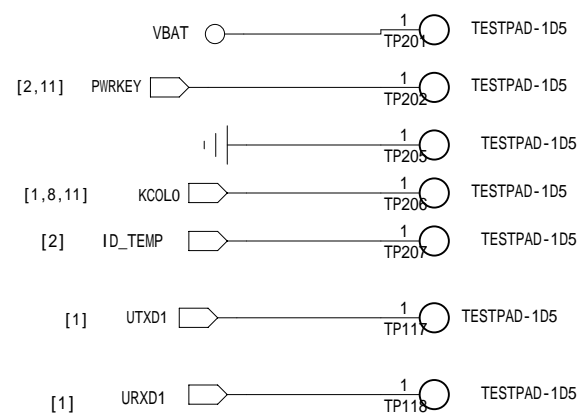 VBAT 1 TP201 TESTPAD-1D5
[2,11] PWRKEY 1 TP202 TESTPAD-1D5
1 TP205 TESTPAD-1D5
[1,8,11] KCOL0 1 TP206 TESTPAD-1D5
[2] ID_TEMP 1 TP207 TESTPAD-1D5
[1] UTXD1 1 TP117 TESTPAD-1D5
[1] URXD1 1 TP118 TESTPAD-1D5